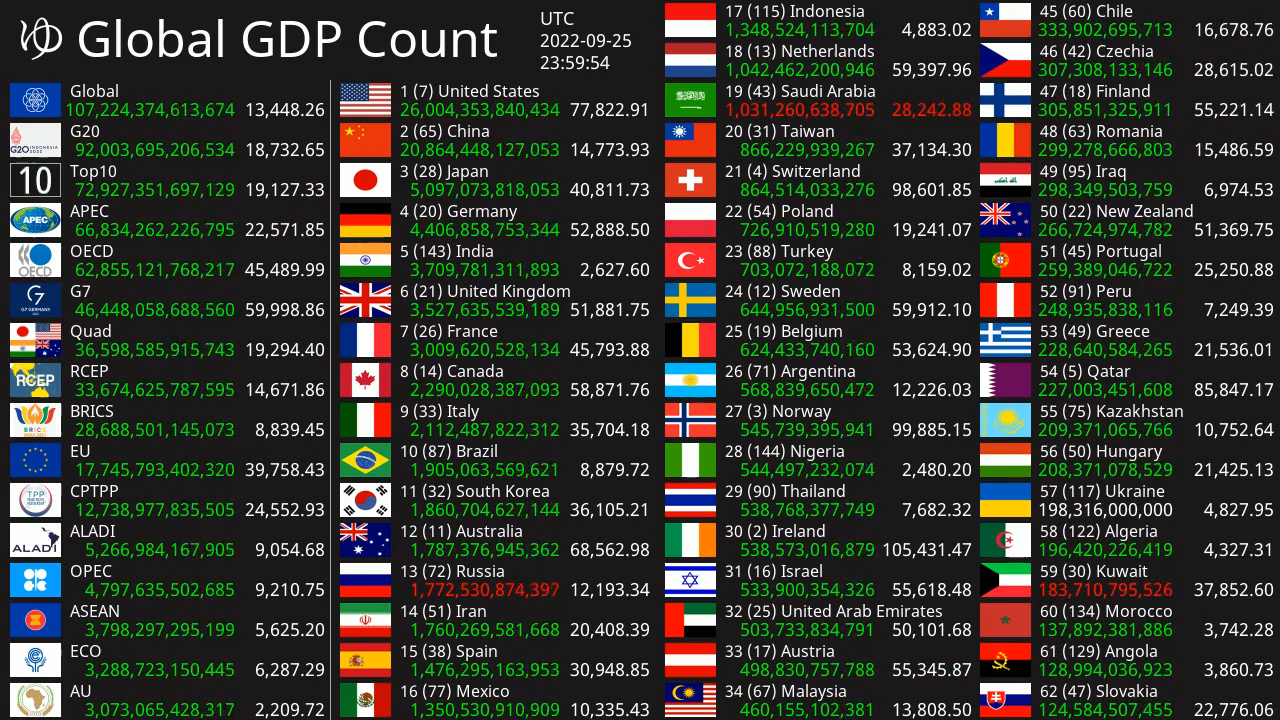 Global GDP Count
UTC
2022-09-25
23:59:54
Global
107,224,374,613,674 13,448.26
G20
92,003,695,206,534 18,732.65
Top10
72,927,351,697,129 19,127.61
APEC
66,834,262,226,795 22,571.85
OECD
62,855,121,768,217 45,489.99
G7
46,448,058,688,560 59,998.86
Quad
36,598,585,915,743 19,293.40
RCEP
33,674,625,787,595 14,671.86
BRICS
28,688,501,145,073 8,839.45
EU
17,745,793,402,320 39,758.43
CPTPP
12,738,977,835,505 24,552.93
ALADI
5,266,984,167,905 9,054.68
OPEC
4,797,635,502,685 9,210.75
ASEAN
3,798,297,295,199 5,625.20
ECO
3,288,723,150,445 6,287.29
AU
3,073,065,428,317 2,209.1
1 (7) United States
26,004,353,840,434 77,822.91
2 (65) China
20,864,448,127,053 14,773.93
3 (28) Japan
5,097,073,818,053 40,811.73
4 (20) Germany
4,406,858,753,344 52,888.50
5 (143) India
3,709,781,311,893 2,627.60
6 (21) United Kingdom
3,527,635,539,189 51,881.75
7 (26) France
3,009,620,528,134 45,793.88
8 (14) Canada
2,290,028,387,093 58,871.76
9 (33) Italy
2,112,467,822,312 35,704.18
10 (87) Brazil
1,905,063,569,621 8,879.72
11 (32) South Korea
1,860,704,627,144 36,105.21
12 (11) Australia
1,787,376,945,362 68,562.98
13 (72) Russia
1,772,530,874,397 12,193.34
14 (51) Iran
1,760,269,581,668 20,408.39
15 (38) Spain
1,476,295,163,953 30,948.85
16 (77) Mexico
1,350,530,910,909 10,335.43
17 (115) Indonesia
1,348,524,113,704 4,883.02
18 (13) Netherlands
1,042,462,200,946 59,397.96
19 (43) Saudi Arabia
1,031,260,638,705 28,242.88
20 (31) Taiwan
866,229,939,267 37,134.30
21 (4) Switzerland
864,514,013,276 98,601.85
22 (54) Poland
726,910,519,280 19,241.07
23 (88) Turkey
703,072,188,072 8,159.02
24 (12) Sweden
644,956,931,500 59,912.10
25 (19) Belgium
624,433,740,160 53,624.90
26 (71) Argentina
568,839,650,472 12,226.03
27 (3) Norway
545,739,395,941 99,885.15
28 (144) Nigeria
544,497,232,074 2,480.20
29 (90) Thailand
538,768,377,749 7,682.32
30 (2) Ireland
538,573,016,879 105,431.47
31 (16) Israel
533,900,354,326 55,618.48
32 (25) United Arab Emirates
503,733,834,791 50,101.68
33 (17) Austria
498,830,757,788 55,345.87
34 (67) Malaysia
460,155,102,381 13,886.50
45 (60) Chile
333,902,695,713 16,678.76
46 (42) Czechia
307,308,133,146 28,615.02
47 (18) Finland
305,851,325,911 55,221.14
48 (63) Romania
299,278,666,803 15,486.59
49 (95) Iraq
298,349,503,759 6,974.53
50 (22) New Zealand
266,724,974,782 51,369.75
51 (45) Portugal
259,389,046,722 25,250.88
52 (91) Peru
248,935,838,116 7,249.39
53 (49) Greece
228,640,584,265 21,536.01
54 (5) Qatar
227,003,451,608 85,847.17
55 (75) Kazakhstan
209,371,065,766 10,752.64
56 (50) Hungary
208,371,078,529 21,425.13
57 (117) Ukraine
198,316,000,000 4,827.95
58 (122) Algeria
196,420,226,419 4,327.31
59 (30) Kuwait
183,710,795,526 37,852.60
60 (134) Morocco
142,892,381,886 3,742.28
61 (129) Angola
128,994,036,923 3,560.73
62 (47) Slovakia
124,584,507,455 22,776.06